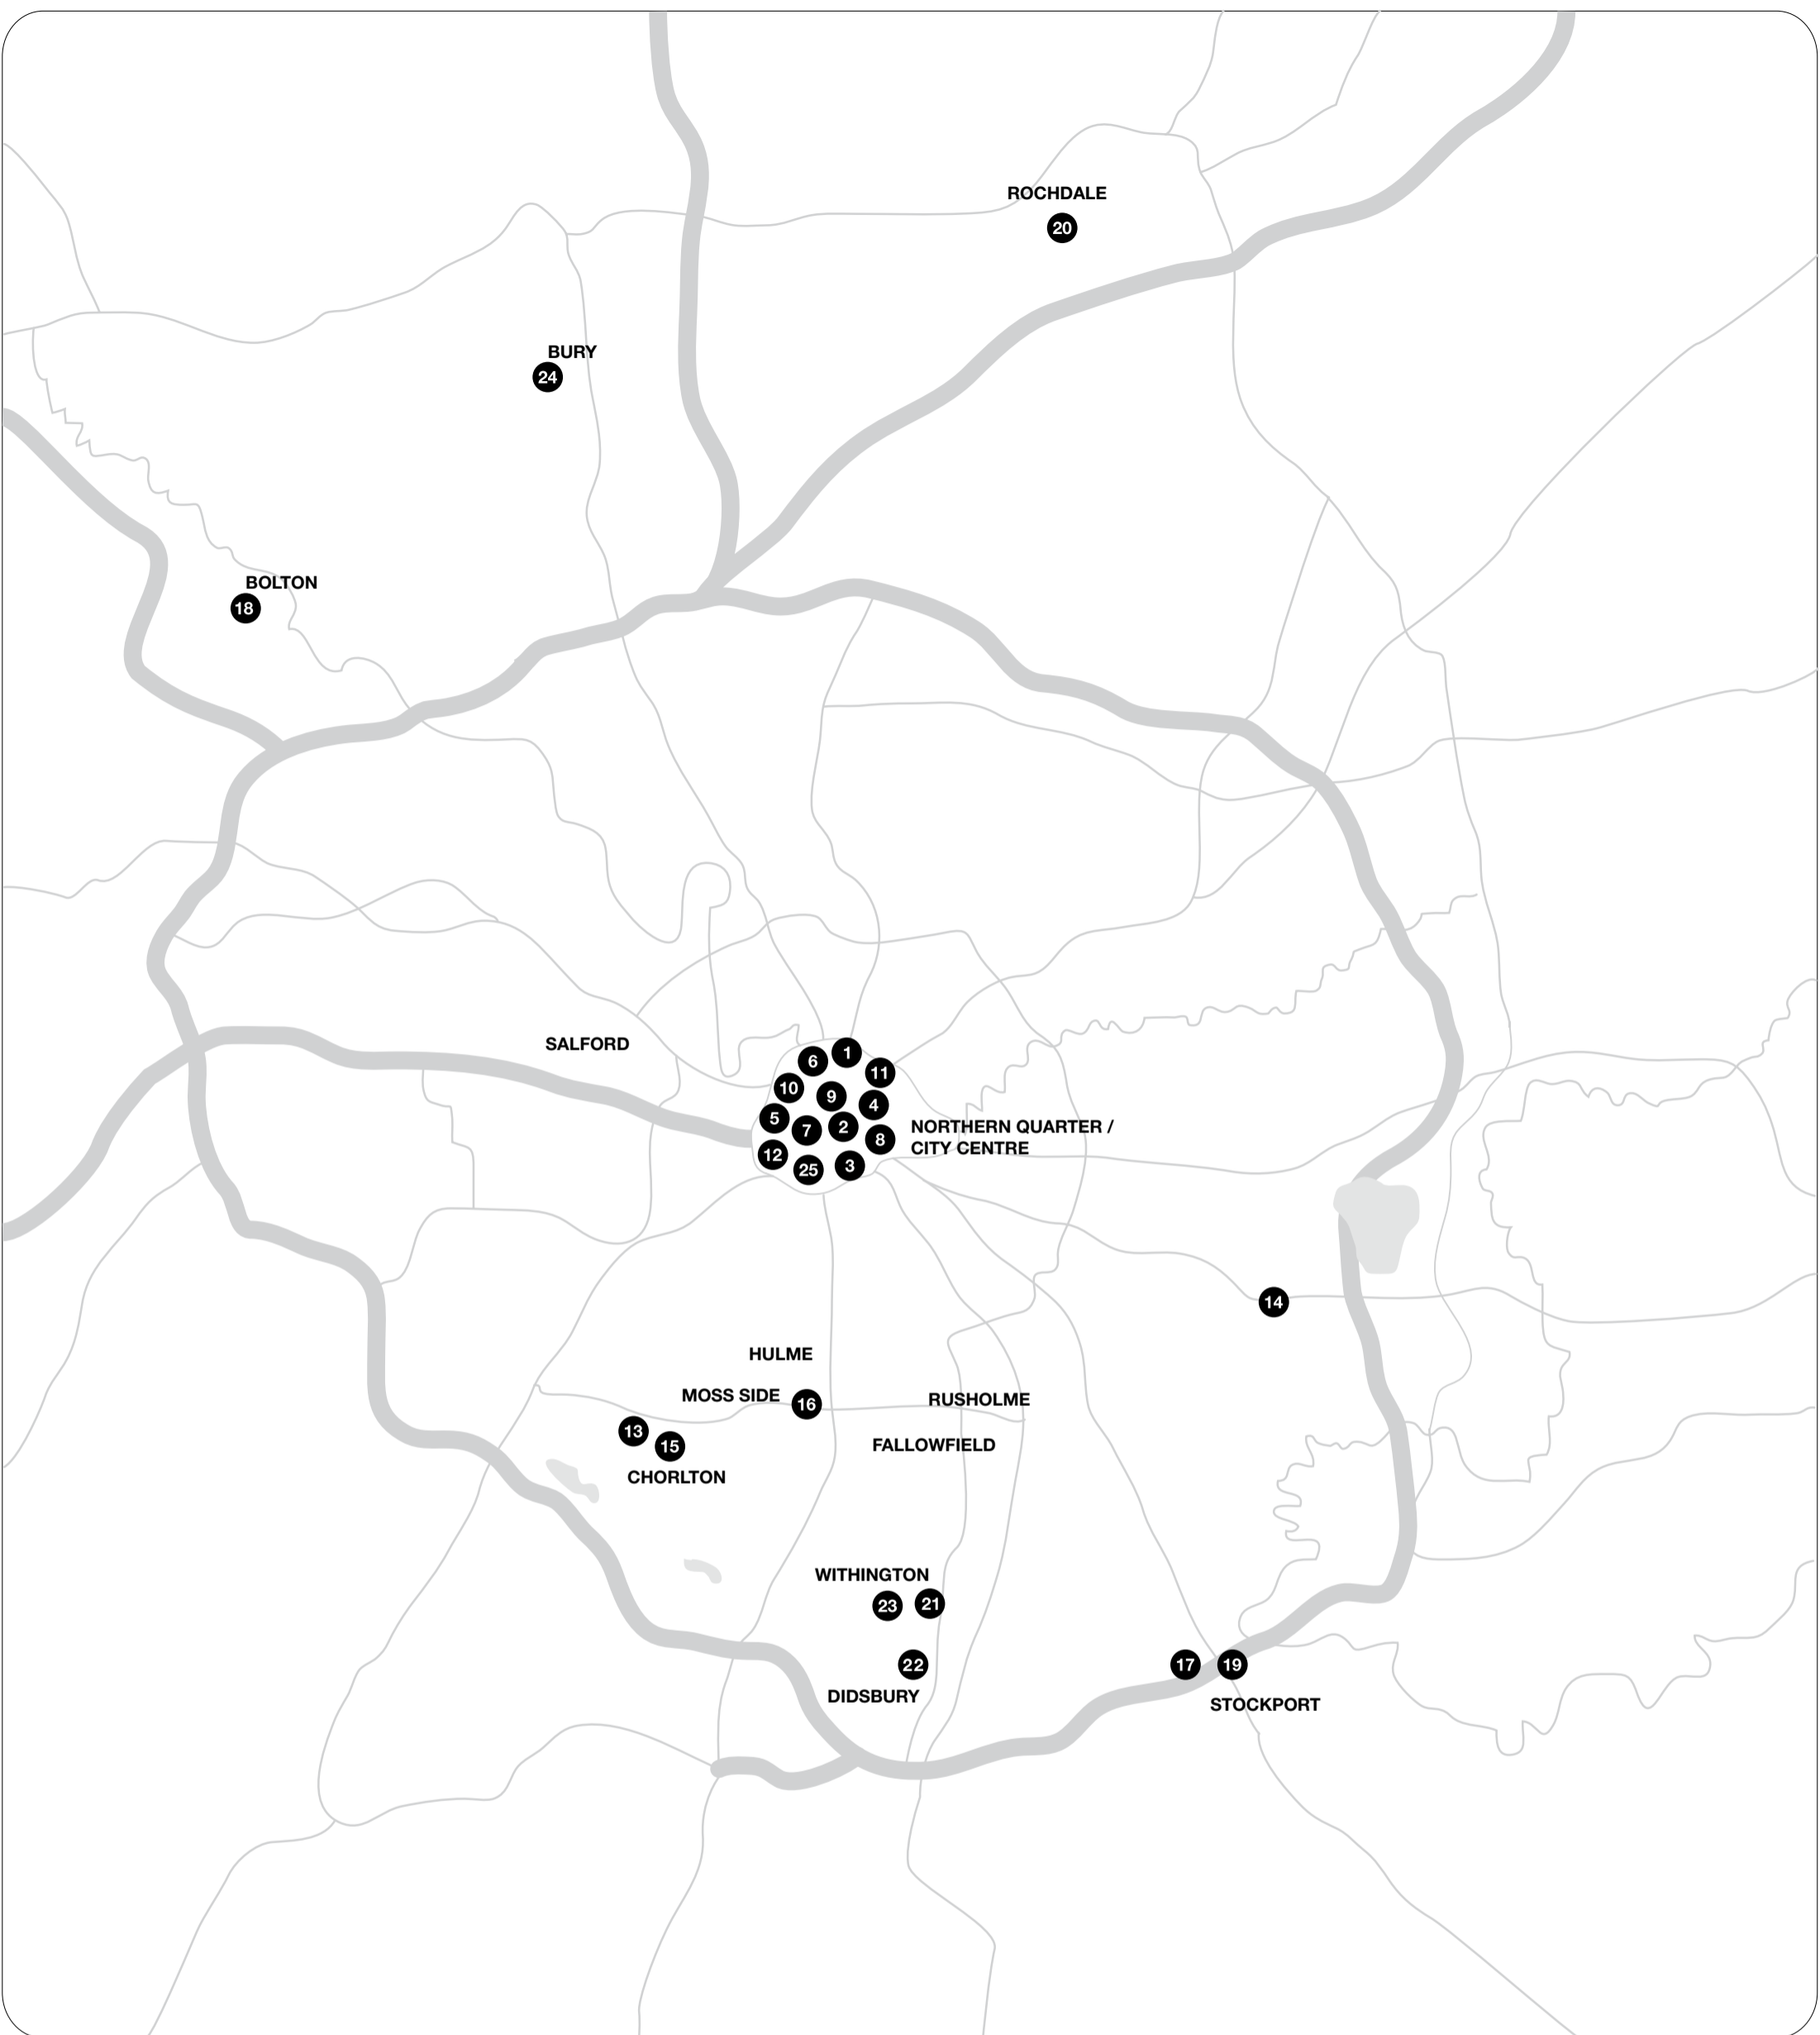 ROCHDALE
20
BURY
24
BOLTON
18
SALFORD
1
6
11
10
9
4
5
7
2
8
NORTHERN QUARTER /
CITY CENTRE
12
25
3
14
HULME
MOSS SIDE
16
RUSHOLME
13
15
FALLOWFIELD
CHORLTON
WITHINGTON
23
21
22
DIDSBURY
17
19
STOCKPORT